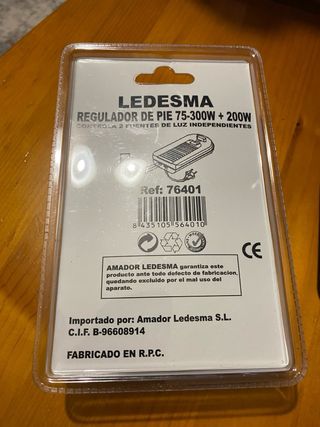 LEDESMA
REGULADOR DE PIE 75-300W + 200W
CONTROLA 2 FUENTES DE LUZ INDEPENDIENTES
Ref: 76401
8 435105 564010
CE
AMADOR LEDESMA garantiza este
producto ante todo defecto de fabricacion,
quedando excluido por el mal uso del
aparato.
Importado por: Amador Ledesma S.L.
C.I.F. B-96608914
FABRICADO EN R.P.C.